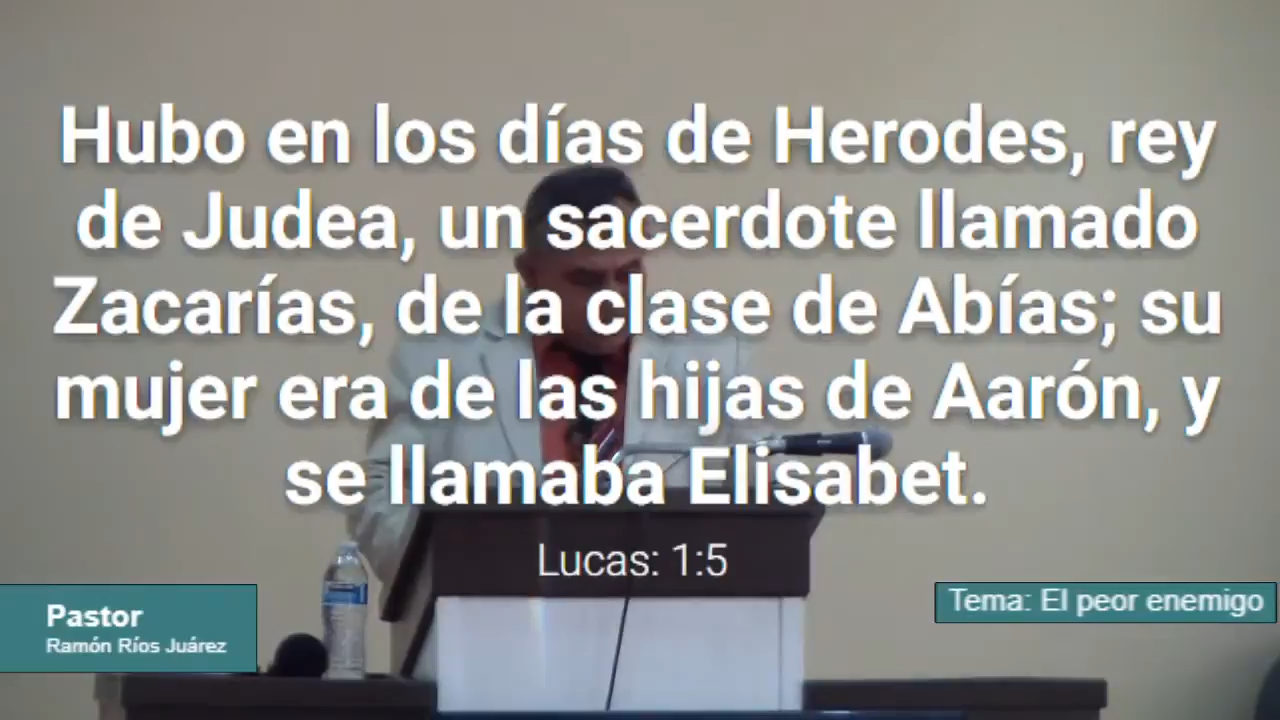 Hubo en los días de Herodes, rey
de Judea, un sacerdote llamado
Zacarías, de la clase de Abías; su
mujer era de las hijas de Aarón, y
se llamaba Elisabet.
Lucas: 1:5
Pastor
Ramón Ríos Juárez
Tema: El peor enemigo